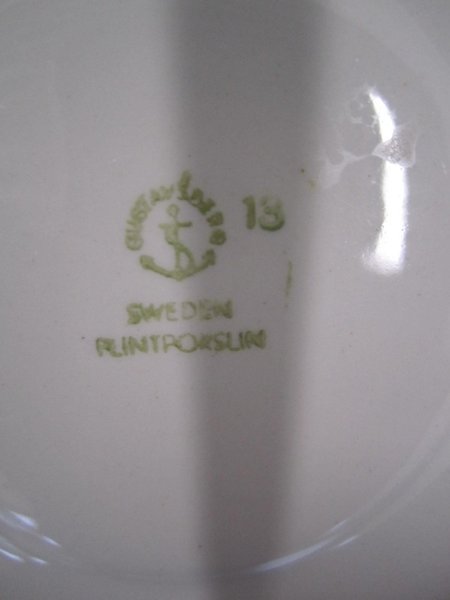 GUSTAVSBERG
13
SWEDEN
FLINTPORSLIN